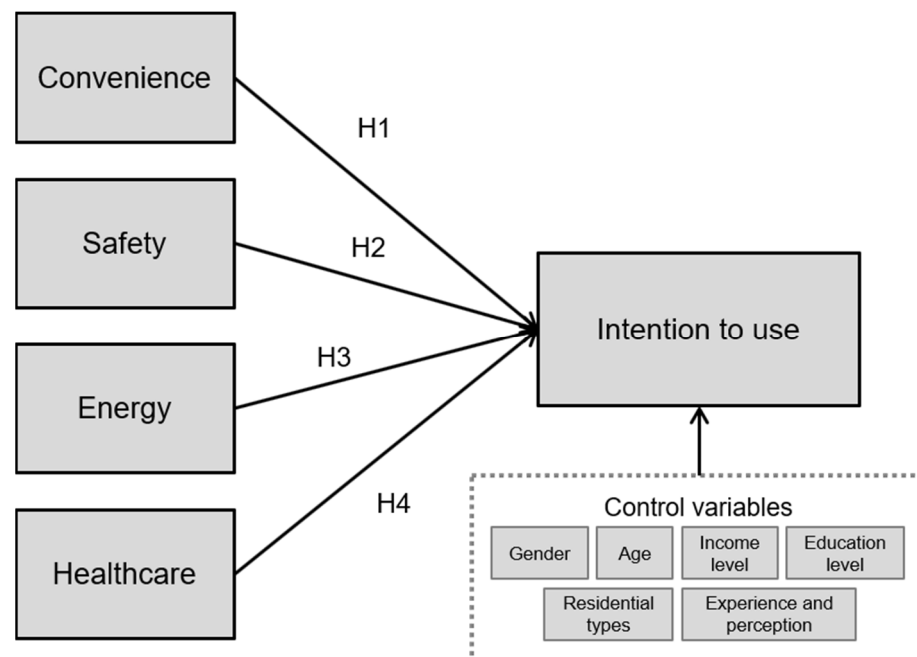 Convenience
H1
Safety
H2
Intention to use
H3
Energy
H4
Healthcare
Control variables
Gender
Age
Income
level
Education
level
Residential
types
Experience and
perception